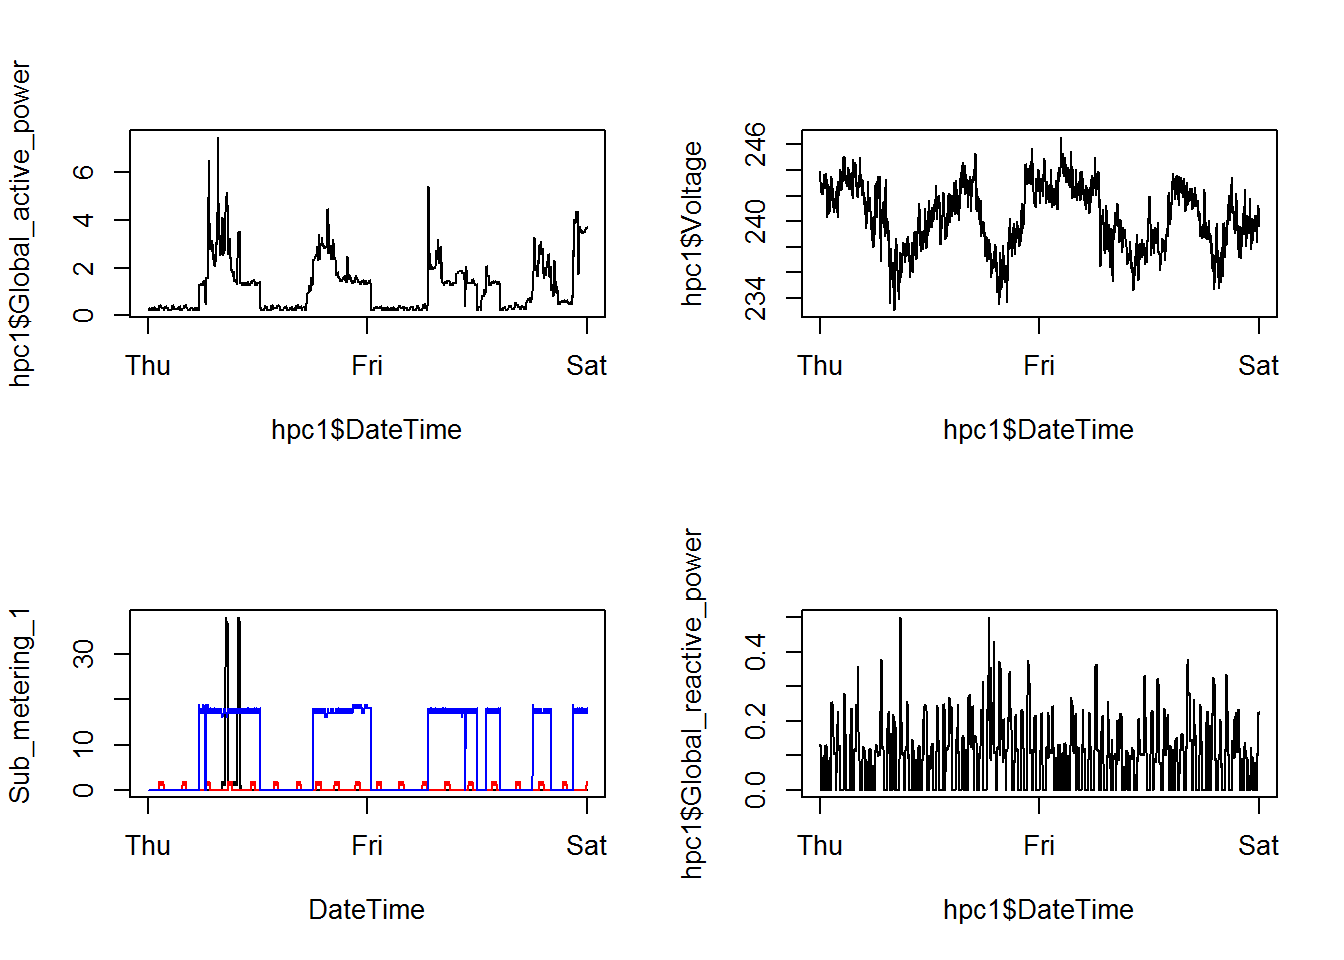 hpc1$Global_active_power
6
4
2
0
Thu Fri Sat
hpc1$DateTime
hpc1$Voltage
246
240
234
Thu Fri Sat
hpc1$DateTime
Sub_metering_1
30
10
0
Thu Fri Sat
DateTime
hpc1$Global_reactive_power
0.4
0.2
0.0
Thu Fri Sat
hpc1$DateTime